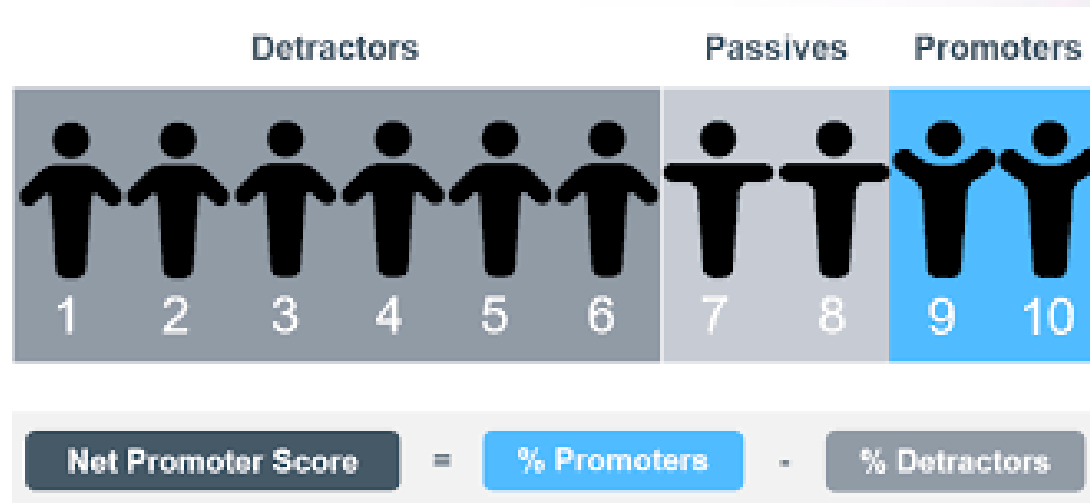 Detractors Passives Promoters
1 2 3 4 5 6 7 8 9 10
Net Promoter Score = % Promoters - % Detractors